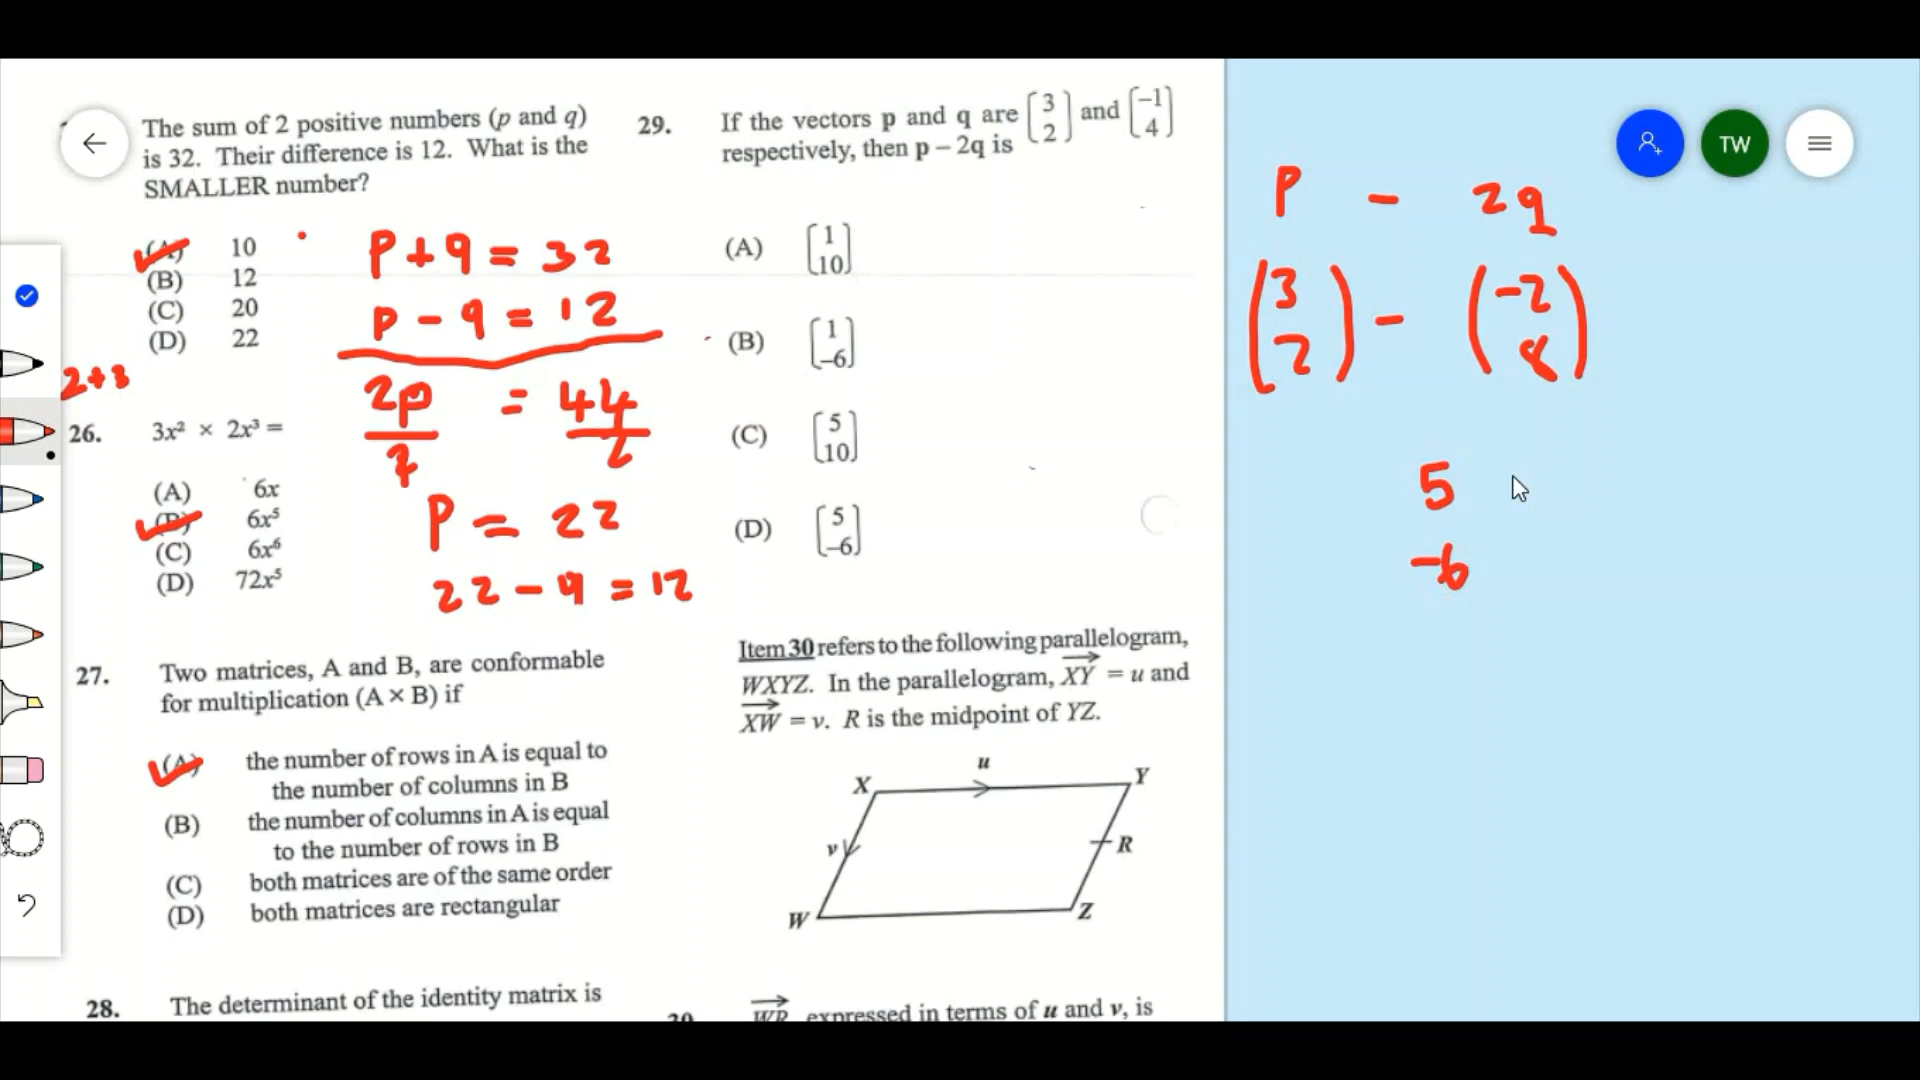 The sum of 2 positive numbers (p and q)
is 32. Their difference is 12. What is the
SMALLER number?
(A) 10
(B) 12
(C) 20
(D) 22
P + q = 32
P - q = 12
2p = 44
2 2
P = 22
22 - q = 12
2+3
26. 3x² × 2x³ =
(A) 6x
(B) 6x⁵
(C) 6x⁶
(D) 72x⁵
27. Two matrices, A and B, are conformable
for multiplication (A × B) if
(A) the number of rows in A is equal to
the number of columns in B
(B) the number of columns in A is equal
to the number of rows in B
(C) both matrices are of the same order
(D) both matrices are rectangular
28. The determinant of the identity matrix is
29. If the vectors p and q are [3 2] and [-1 4]
respectively, then p – 2q is
(A) [1 10]
(B) [1 -6]
(C) [5 10]
(D) [5 -6]
Item 30 refers to the following parallelogram,
WXYZ. In the parallelogram, XY = u and
XW = v. R is the midpoint of YZ.
X u Y
v R
W Z
30. WR expressed in terms of u and v, is
TW
P - 2q
(3 2) - (-2 8)
5
-6